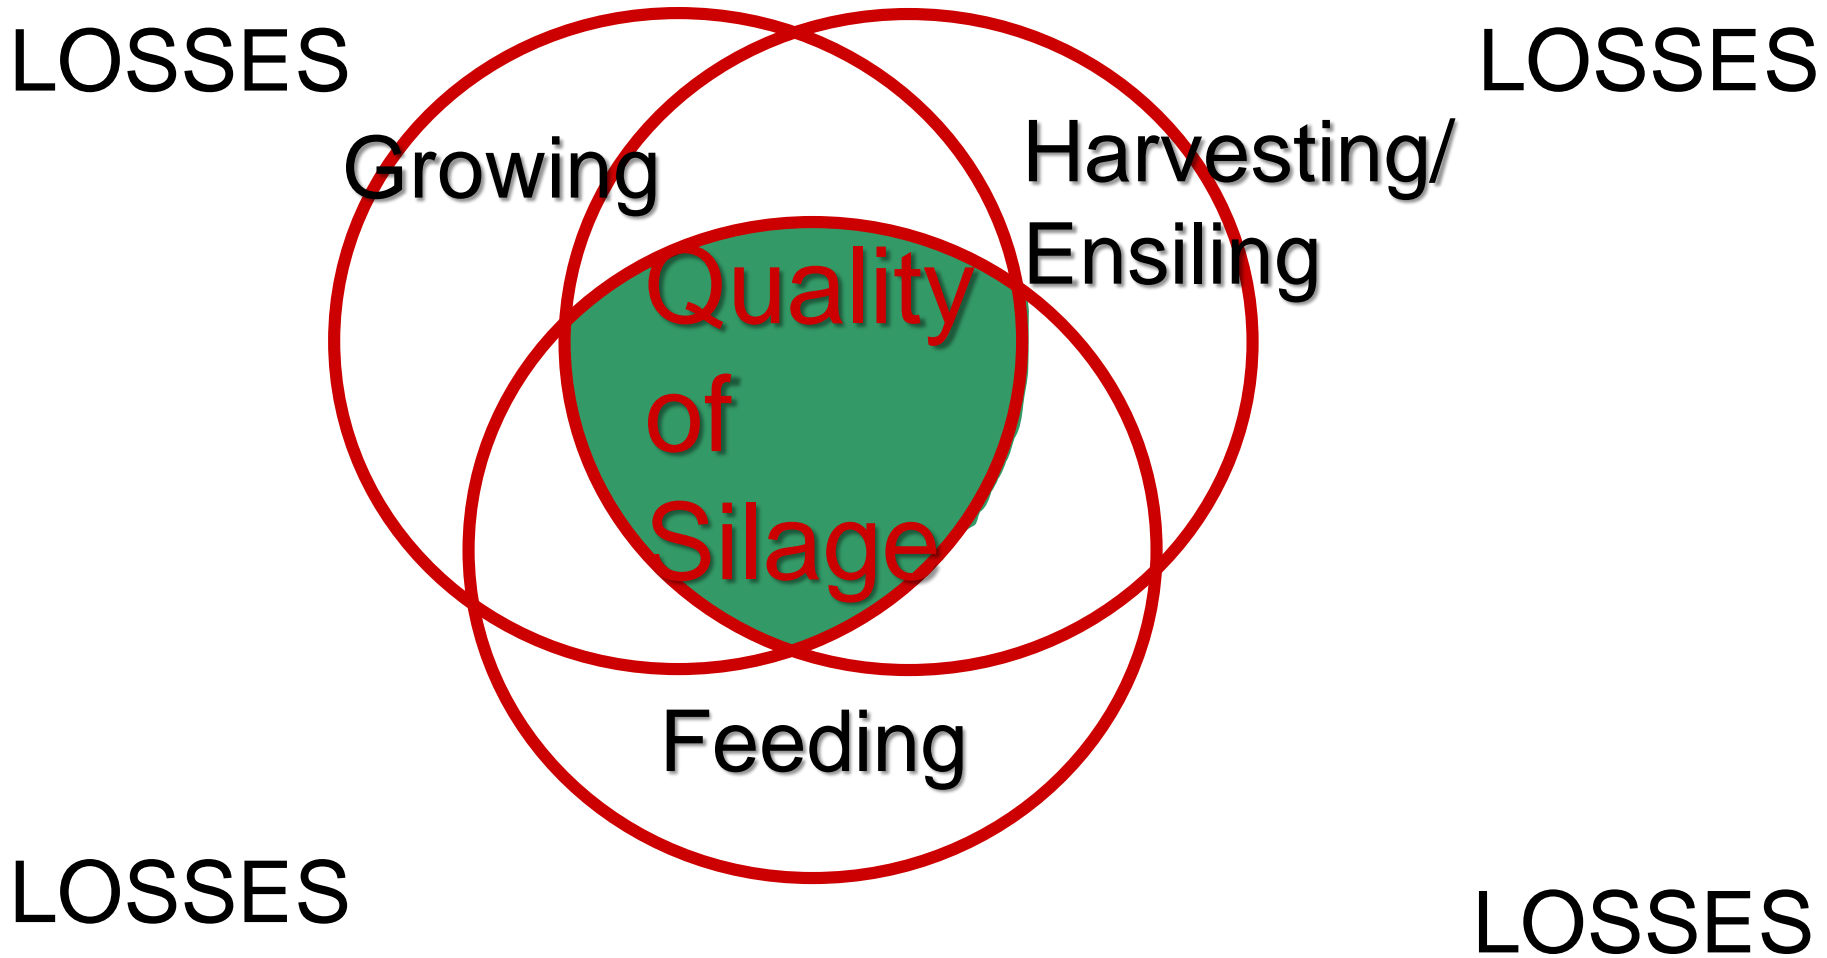 LOSSES
LOSSES
Growing
Harvesting/
Ensiling
Quality
of
Silage
Feeding
LOSSES
LOSSES